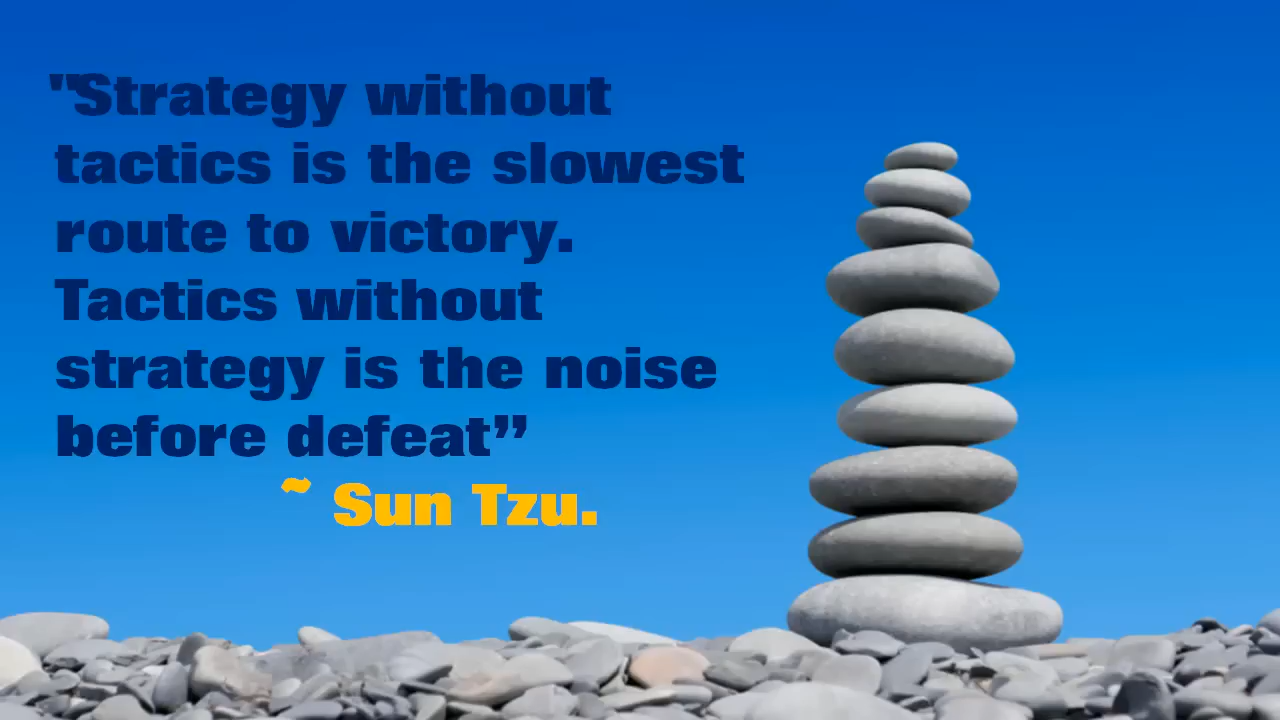 "Strategy without
tactics is the slowest
route to victory.
Tactics without
strategy is the noise
before defeat”
~ Sun Tzu.